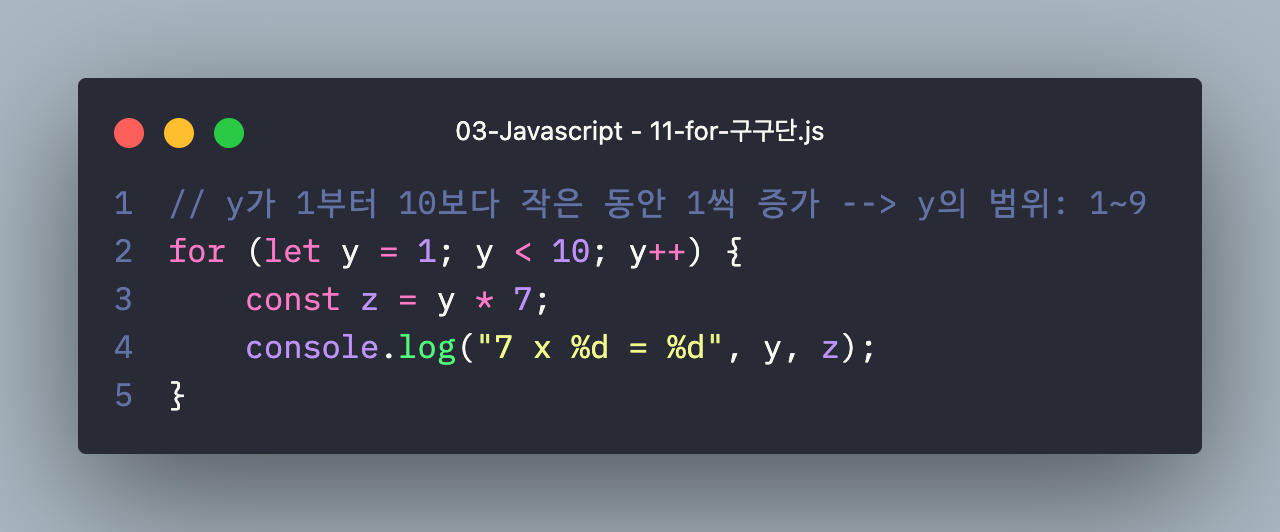 03-Javascript - 11-for-구구단.js
1 // y가 1부터 10보다 작은 동안 1씩 증가 --> y의 범위: 1~9
2 for (let y = 1; y < 10; y++) {
3     const z = y * 7;
4     console.log("7 x %d = %d", y, z);
5 }